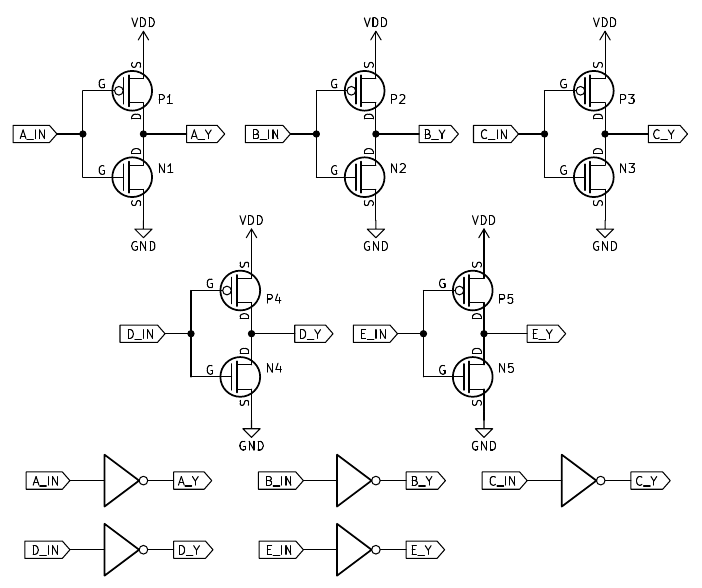 VDD VDD VDD
S S S
G P1 G P2 G P3
D D D
A_IN A_Y B_IN B_Y C_IN C_Y
D D D
G N1 G N2 G N3
S S S
GND GND GND
VDD VDD
S S
G P4 G P5
D D
D_IN D_Y E_IN E_Y
D D
G N4 G N5
S S
GND GND
A_IN A_Y B_IN B_Y C_IN C_Y
D_IN D_Y E_IN E_Y